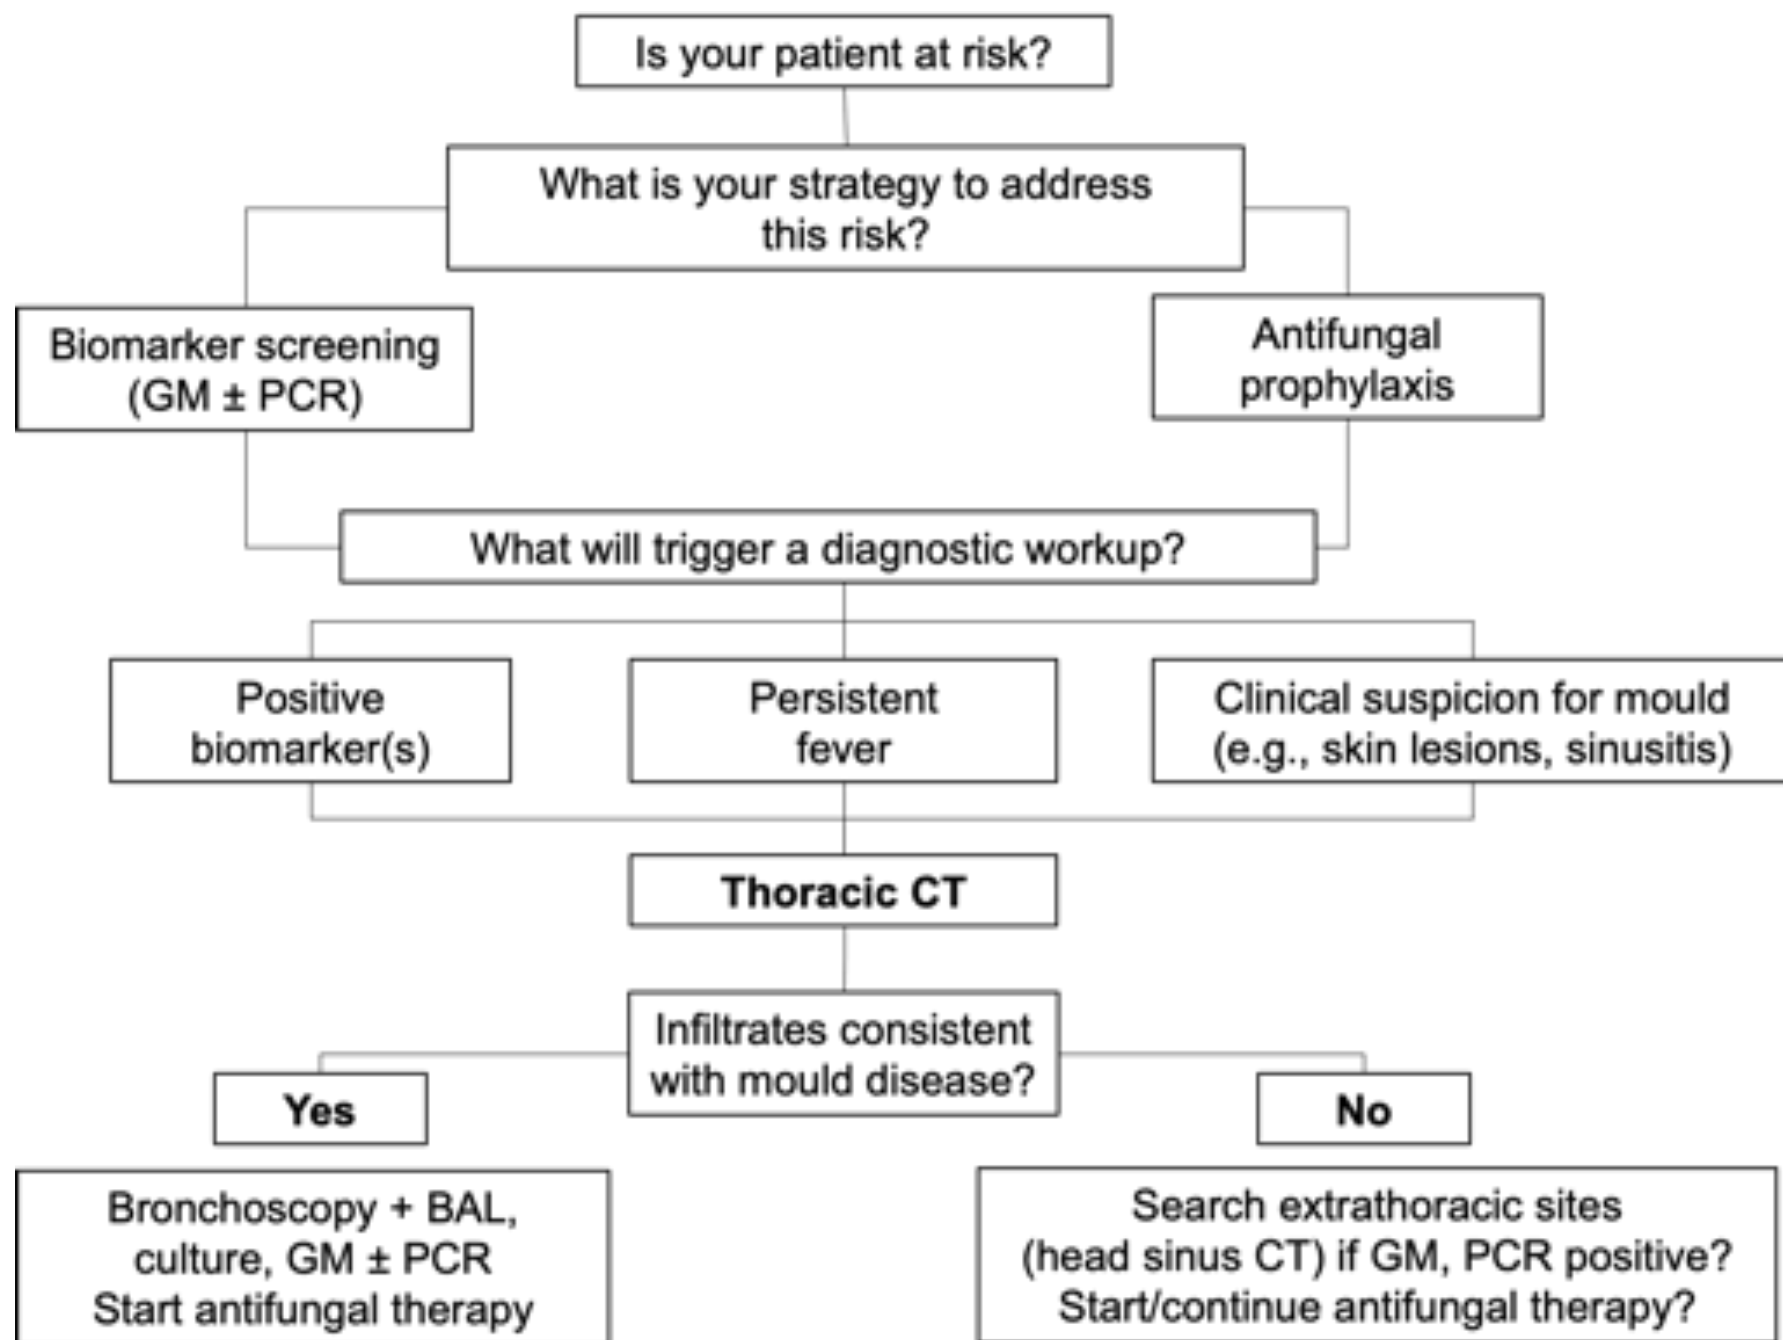 Is your patient at risk?
What is your strategy to address
this risk?
Biomarker screening
(GM ± PCR)
Antifungal
prophylaxis
What will trigger a diagnostic workup?
Positive
biomarker(s)
Persistent
fever
Clinical suspicion for mould
(e.g., skin lesions, sinusitis)
Thoracic CT
Infiltrates consistent
with mould disease?
Yes
No
Bronchoscopy + BAL,
culture, GM ± PCR
Start antifungal therapy
Search extrathoracic sites
(head sinus CT) if GM, PCR positive?
Start/continue antifungal therapy?